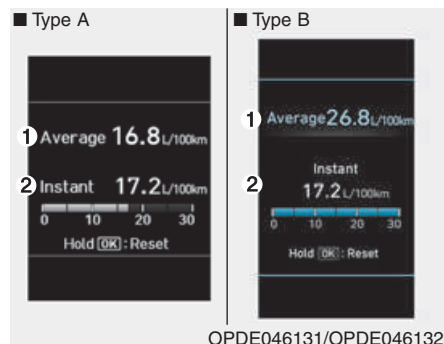 ■ Type A
1 Average 16.8 L/100km
2 Instant 17.2 L/100km
0 10 20 30
Hold [OK] : Reset
■ Type B
1 Average 26.8 L/100km
Instant
2 17.2 L/100km
0 10 20 30
Hold [OK] : Reset
OPDE046131/OPDE046132